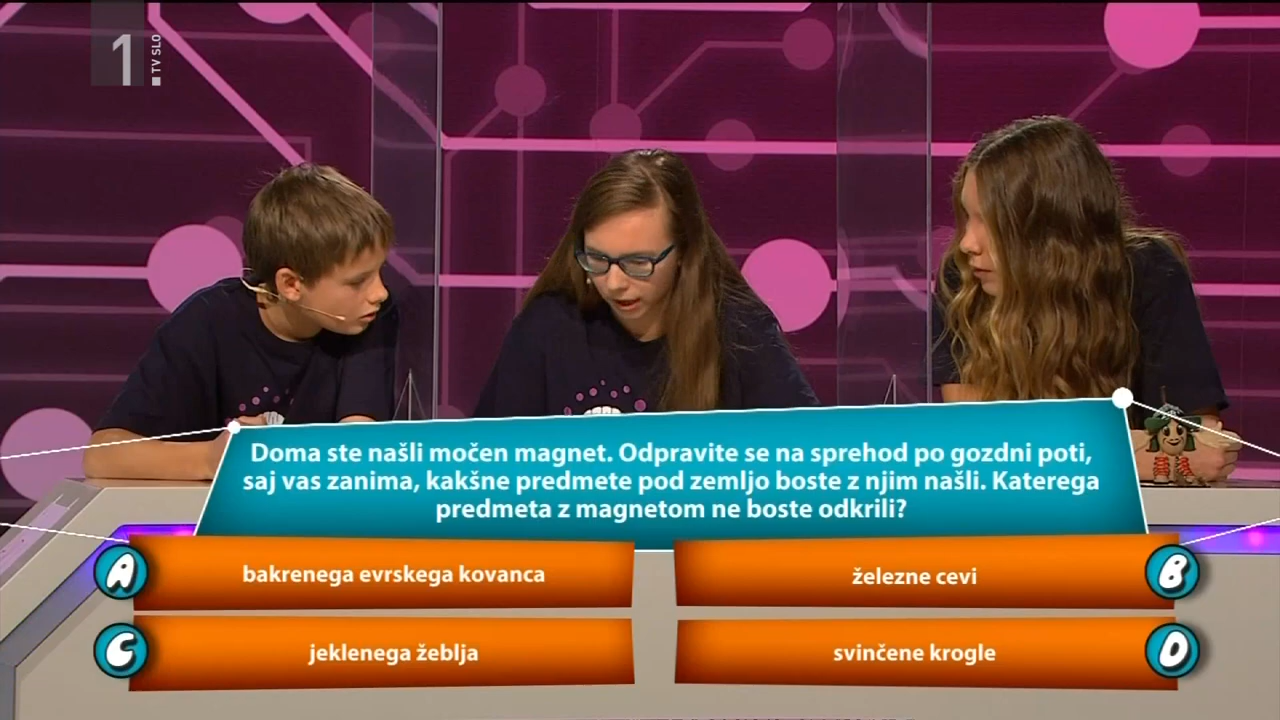 1
TV SLO
Doma ste našli močen magnet. Odpravite se na sprehod po gozdni poti,
saj vas zanima, kakšne predmete pod zemljo boste z njim našli. Katerega
predmeta z magnetom ne boste odkrili?
A bakrenega evrskega kovanca
železne cevi B
C jeklenega žeblja
svinčene krogle D